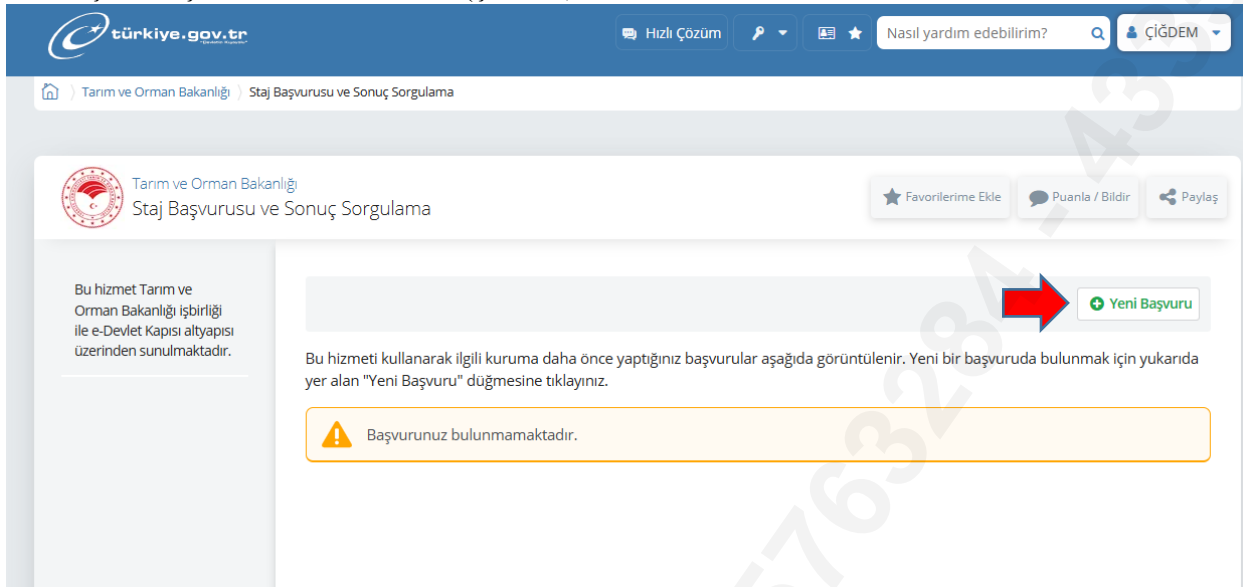 türkiye.gov.tr
Hızlı Çözüm
Nasıl yardım edebilirim?
ÇİĞDEM
Tarım ve Orman Bakanlığı
Staj Başvurusu ve Sonuç Sorgulama
Tarım ve Orman Bakanlığı
Staj Başvurusu ve Sonuç Sorgulama
Favorilerime Ekle
Puanla / Bildir
Paylaş
Bu hizmet Tarım ve
Orman Bakanlığı işbirliği
ile e-Devlet Kapısı altyapısı
üzerinden sunulmaktadır.
Yeni Başvuru
Bu hizmeti kullanarak ilgili kuruma daha önce yaptığınız başvurular aşağıda görüntülenir. Yeni bir başvuruda bulunmak için yukarıda
yer alan "Yeni Başvuru" düğmesine tıklayınız.
Başvurunuz bulunmamaktadır.